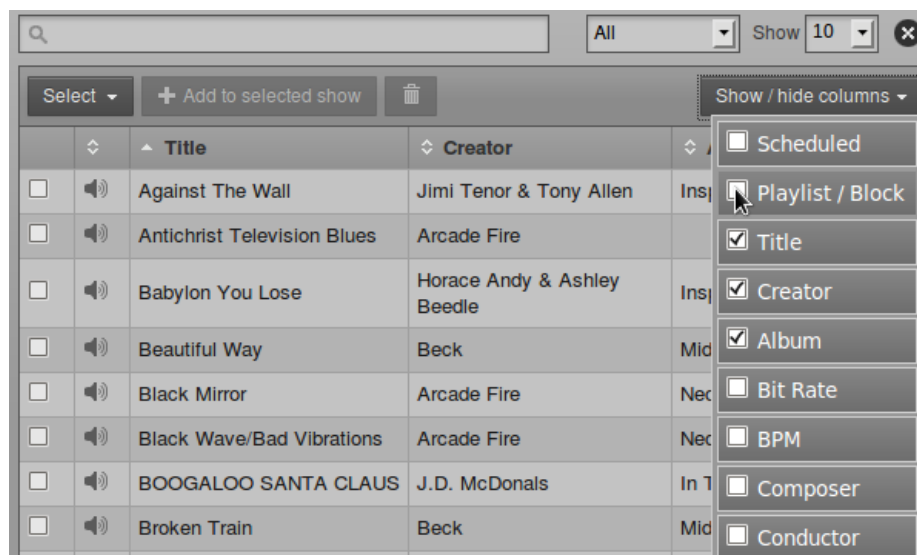 All Show 10
Select + Add to selected show Show / hide columns
Title Creator
Scheduled
Against The Wall Jimi Tenor & Tony Allen
Playlist / Block
Antichrist Television Blues Arcade Fire
Title
Babylon You Lose Horace Andy & Ashley
Beedle
Creator
Beautiful Way Beck Mid
Album
Black Mirror Arcade Fire
Bit Rate
Black Wave/Bad Vibrations Arcade Fire
BPM
BOOGALOO SANTA CLAUS J.D. McDonals In
Composer
Broken Train Beck Mid
Conductor